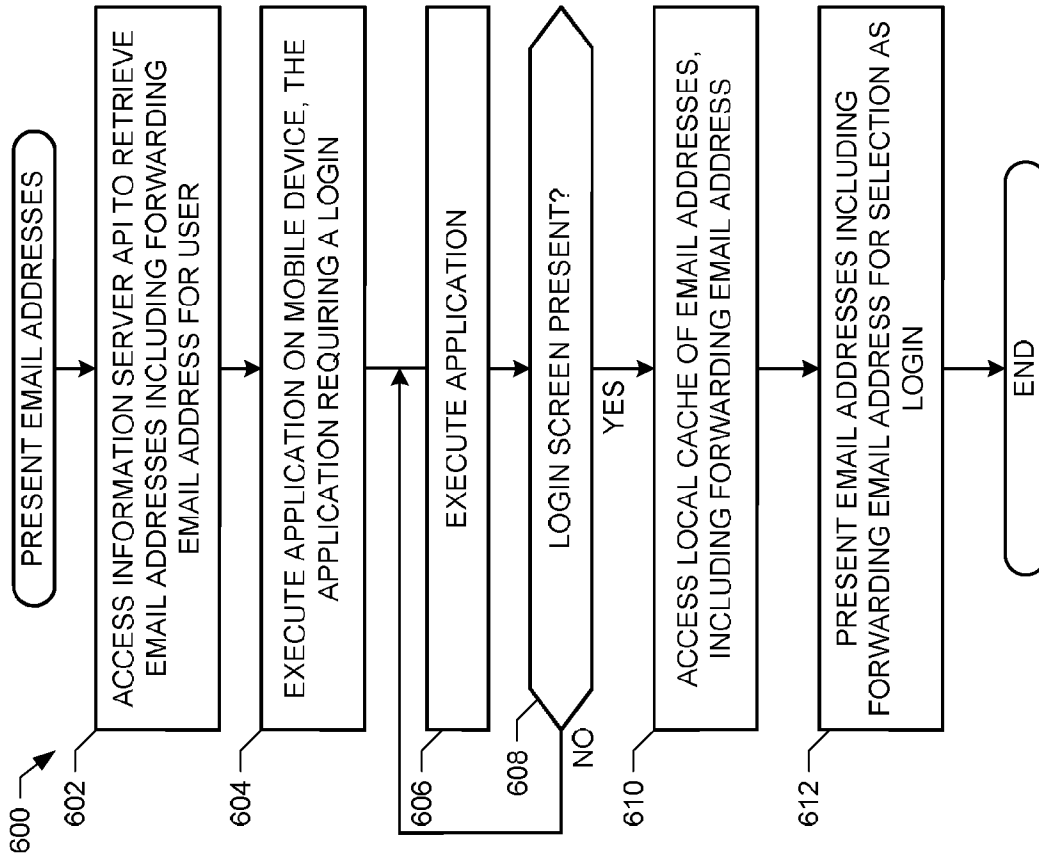 600
PRESENT EMAIL ADDRESSES
602
ACCESS INFORMATION SERVER API TO RETRIEVE
EMAIL ADDRESSES INCLUDING FORWARDING
EMAIL ADDRESS FOR USER
604
EXECUTE APPLICATION ON MOBILE DEVICE, THE
APPLICATION REQUIRING A LOGIN
606
EXECUTE APPLICATION
608
LOGIN SCREEN PRESENT?
NO
YES
610
ACCESS LOCAL CACHE OF EMAIL ADDRESSES,
INCLUDING FORWARDING EMAIL ADDRESS
612
PRESENT EMAIL ADDRESSES INCLUDING
FORWARDING EMAIL ADDRESS FOR SELECTION AS
LOGIN
END